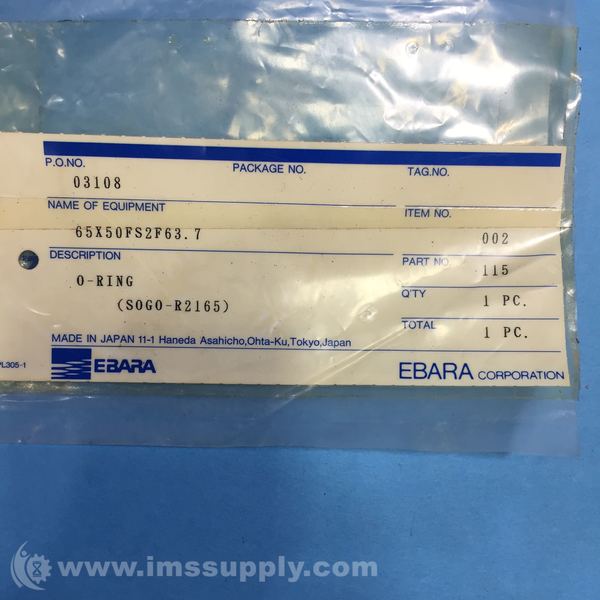 P.O.NO. PACKAGE NO. TAG.NO.
03108
NAME OF EQUIPMENT ITEM NO.
65X50FS2F63.7 002
DESCRIPTION PART NO. 115
O-RING Q'TY 1 PC.
(SOGO-R2165) TOTAL 1 PC.
MADE IN JAPAN 11-1 Haneda Asahicho,Ohta-Ku,Tokyo,Japan
PL305-1 EBARA EBARA CORPORATION
www.imssupply.com